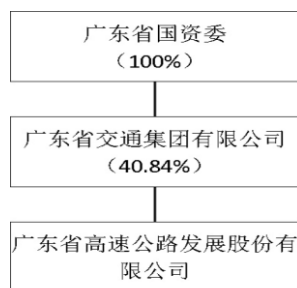 广东省国资委
（100%）
广东省交通集团有限公司
（40.84%）
广东省高速公路发展股份有
限公司